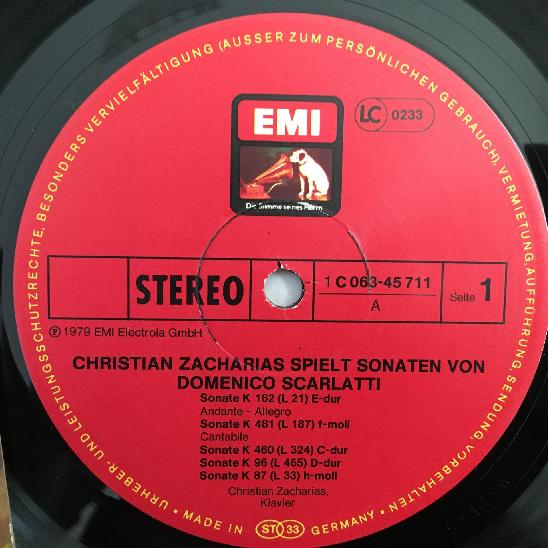 URHEBER- UND LEISTUNGSSCHUTZRECHTE, BESONDERS VERVIELFÄLTIGUNG (AUSSER ZUM PERSÖNLICHEN GEBRAUCH), VERMIETUNG, AUFFÜHRUNG, SENDUNG, VORBEHALTEN •
EMI
LC 0233
Die Stimme seines Herrn
STEREO
1 C 063-45 711
A
Seite 1
℗ 1979 EMI Electrola GmbH
CHRISTIAN ZACHARIAS SPIELT SONATEN VON
DOMENICO SCARLATTI
Sonate K 162 (L 21) E-dur
Andante - Allegro
Sonate K 481 (L 187) f-moll
Cantabile
Sonate K 460 (L 324) C-dur
Sonate K 96 (L 465) D-dur
Sonate K 87 (L 33) h-moll
Christian Zacharias,
Klavier
• MADE IN ST 33 GERMANY •